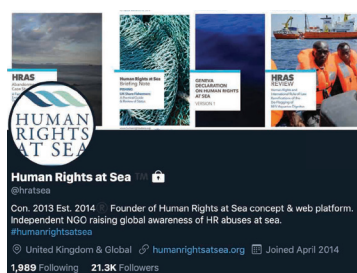 HRAS
Human Rights at Sea
Briefing Note
GENEVA
DECLARATION
ON HUMAN RIGHTS
AT SEA
VERSION 1
HRAS
REVIEW
HUMAN
RIGHTS
AT SEA
Human Rights at Sea
@hratsea
Con. 2013 Est. 2014 Founder of Human Rights at Sea concept & web platform.
Independent NGO raising global awareness of HR abuses at sea.
#humanrightsatsea
United Kingdom & Global humanrightsatsea.org Joined April 2014
1,989 Following 21.3K Followers